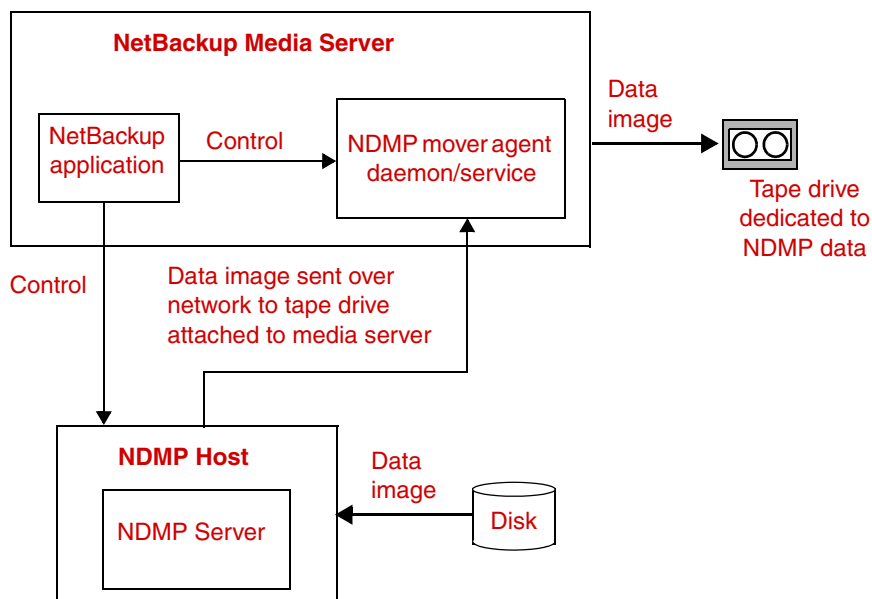 NetBackup Media Server
NetBackup
application
Control
NDMP mover agent
daemon/service
Data
image
Tape drive
dedicated to
NDMP data
Control
Data image sent over
network to tape drive
attached to media server
NDMP Host
NDMP Server
Data
image
Disk